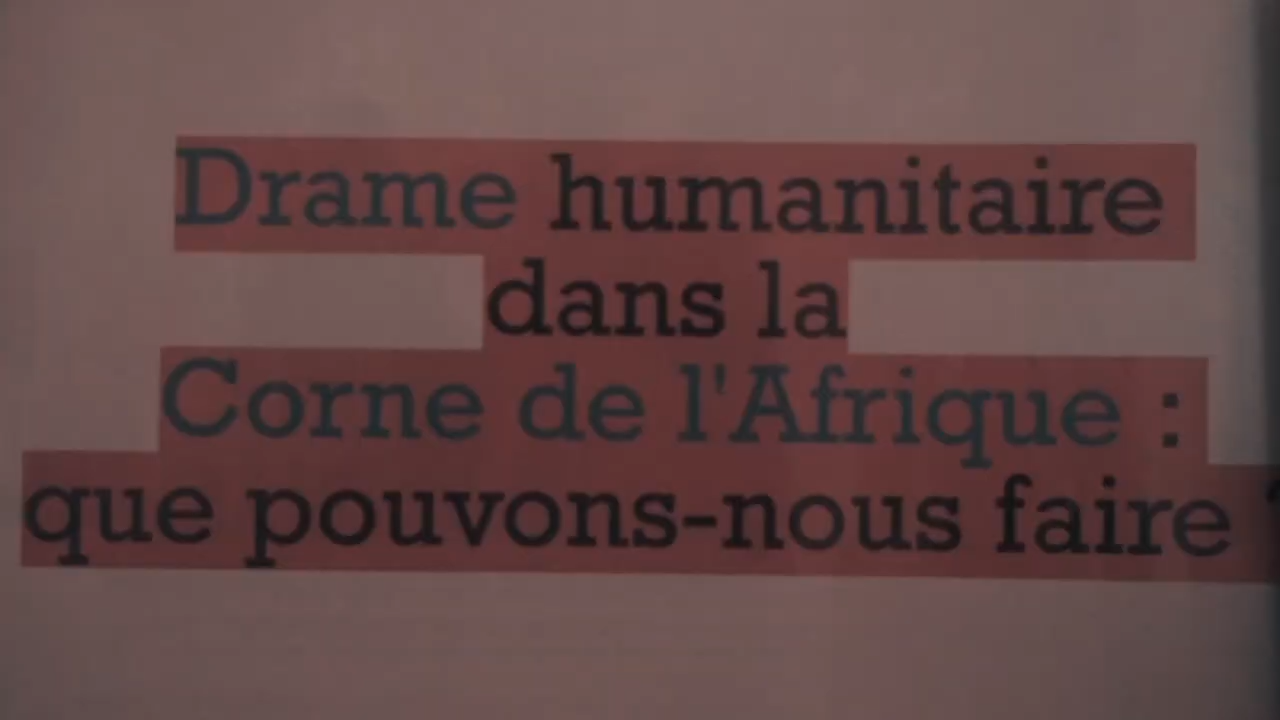 Drame humanitaire
dans la
Corne de l'Afrique :
que pouvons-nous faire ?